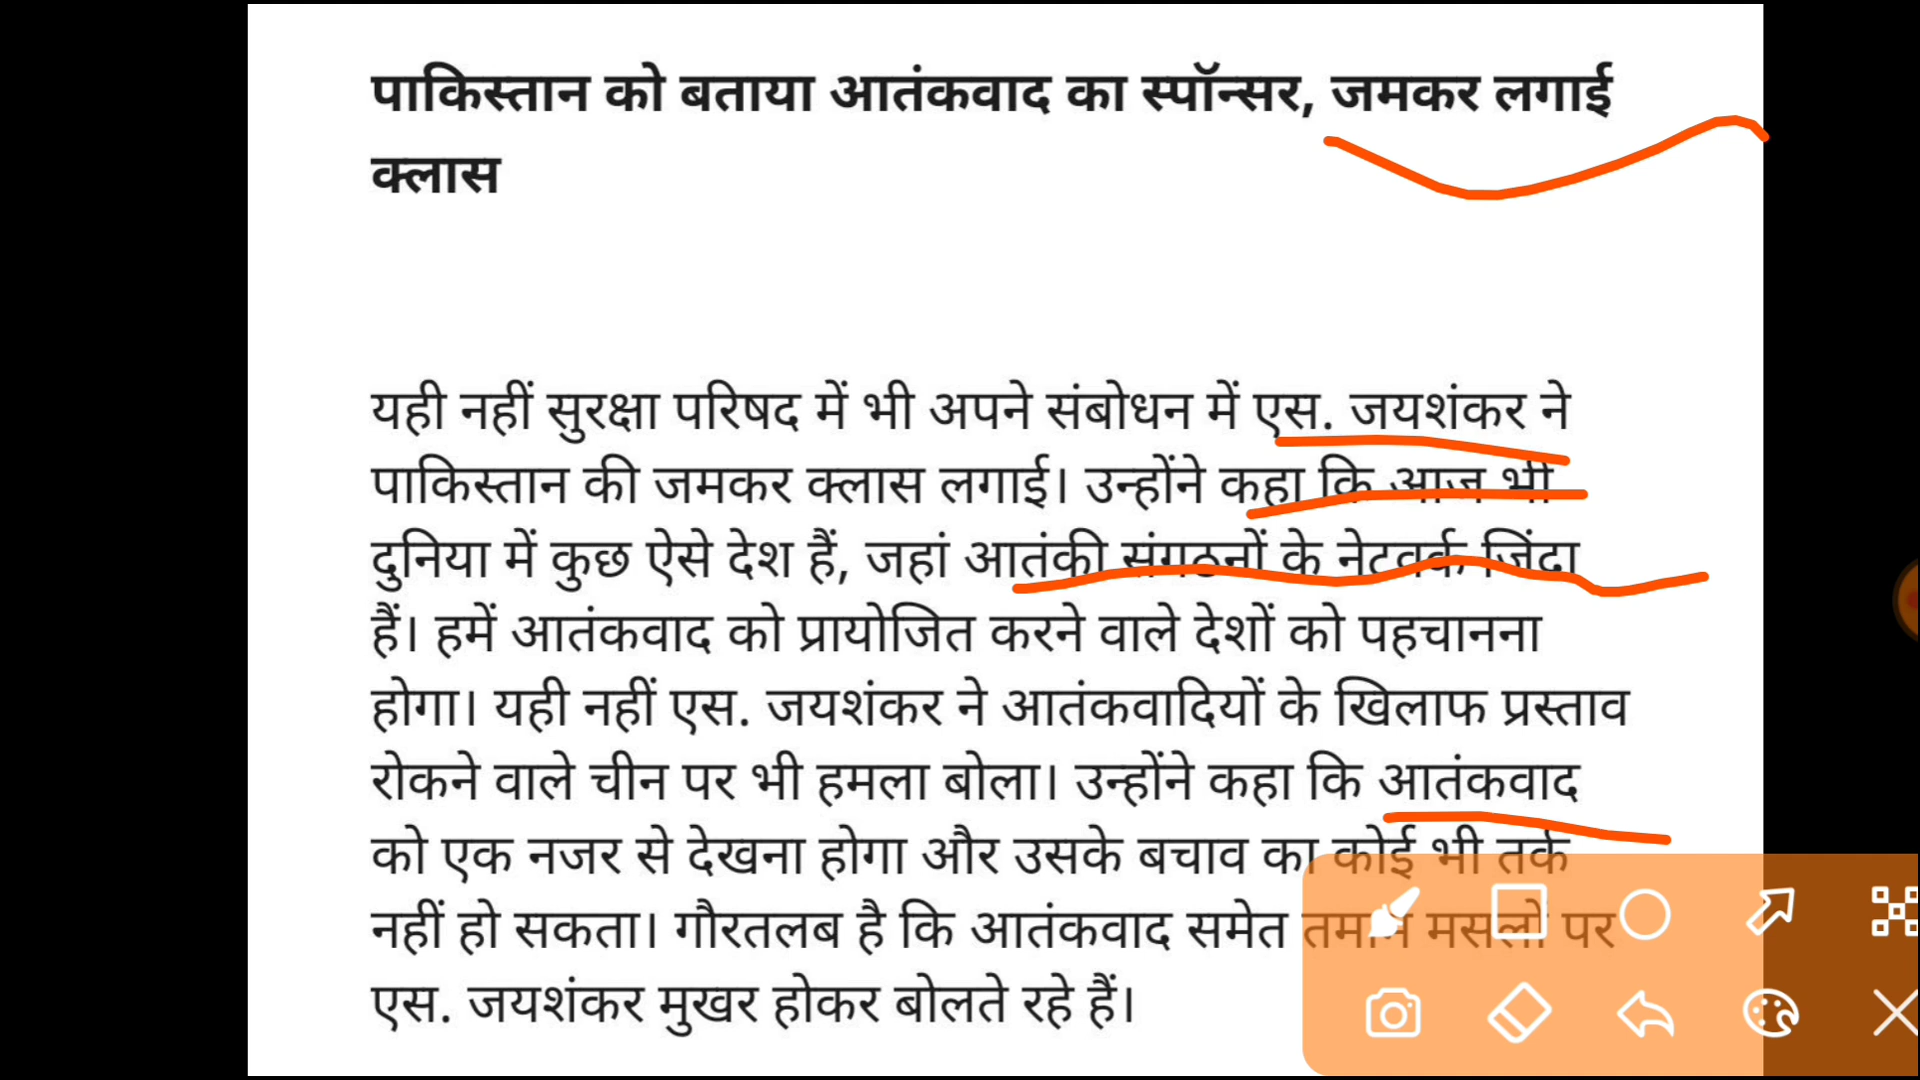 पाकिस्तान को बताया आतंकवाद का स्पॉन्सर, जमकर लगाई
क्लास
यही नहीं सुरक्षा परिषद में भी अपने संबोधन में एस. जयशंकर ने
पाकिस्तान की जमकर क्लास लगाई। उन्होंने कहा कि आज भी
दुनिया में कुछ ऐसे देश हैं, जहां आतंकी संगठनों के नेटवर्क जिंदा
हैं। हमें आतंकवाद को प्रायोजित करने वाले देशों को पहचानना
होगा। यही नहीं एस. जयशंकर ने आतंकवादियों के खिलाफ प्रस्ताव
रोकने वाले चीन पर भी हमला बोला। उन्होंने कहा कि आतंकवाद
को एक नजर से देखना होगा और उसके बचाव का कोई भी तर्क
नहीं हो सकता। गौरतलब है कि आतंकवाद समेत तमाम मसलों पर
एस. जयशंकर मुखर होकर बोलते रहे हैं।